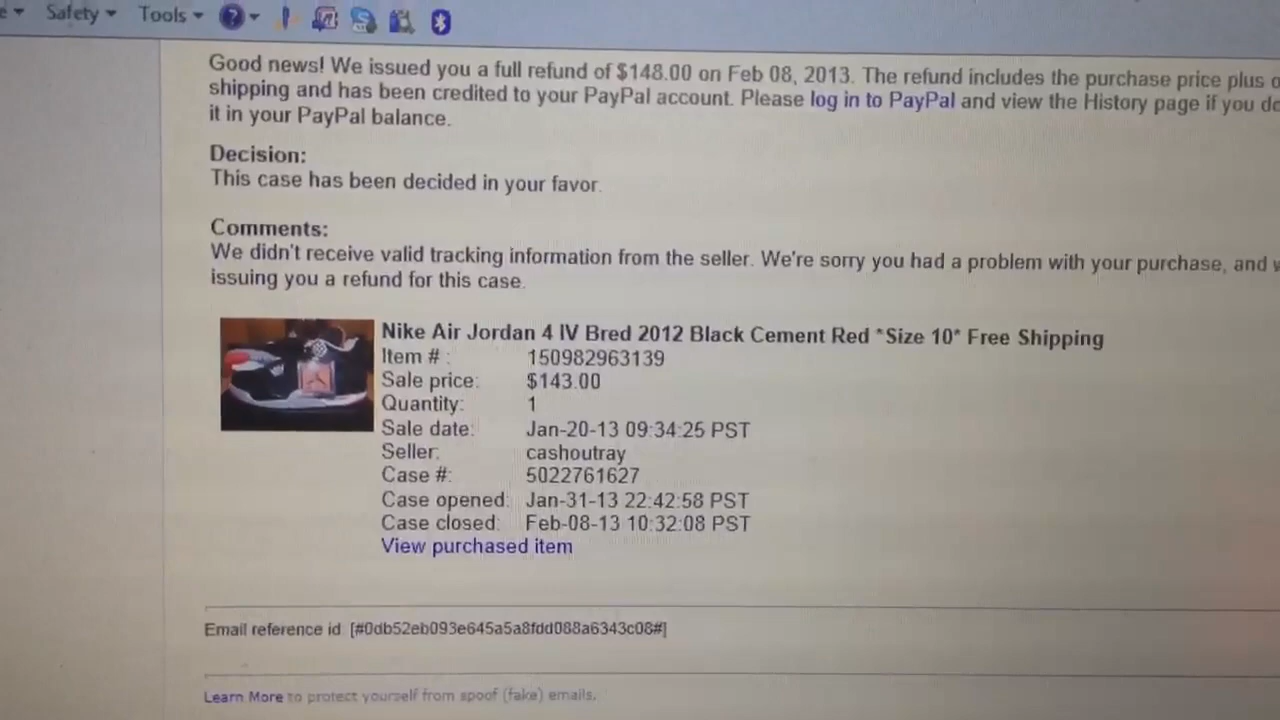 Safety Tools
Good news! We issued you a full refund of $148.00 on Feb 08, 2013. The refund includes the purchase price plus
shipping and has been credited to your PayPal account. Please log in to PayPal and view the History page if you
it in your PayPal balance.
Decision:
This case has been decided in your favor.
Comments:
We didn't receive valid tracking information from the seller. We're sorry you had a problem with your purchase, and
issuing you a refund for this case.
Nike Air Jordan 4 IV Bred 2012 Black Cement Red *Size 10* Free Shipping
Item # : 150982963139
Sale price: $143.00
Quantity: 1
Sale date: Jan-20-13 09:34:25 PST
Seller: cashoutray
Case #: 5022761627
Case opened: Jan-31-13 22:42:58 PST
Case closed: Feb-08-13 10:32:08 PST
View purchased item
Email reference id [#0db52eb093e645a5a8fdd088a6343c08#]
Learn More to protect yourself from spoof (fake) emails.